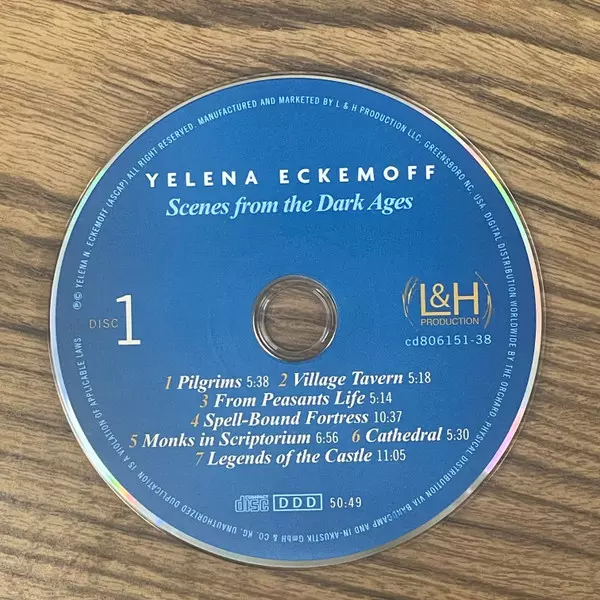 ℗© YELENA N. ECKEMOFF (ASCAP) ALL RIGHT RESERVED. MANUFACTURED AND MARKETED BY L & H PRODUCTION LLC, GREENSBORO NC, USA. DIGITAL DISTRIBUTION WORLDWIDE BY THE ORCHARD. PHYSICAL DISTRIBUTION VIA BANDCAMP AND IN-AKUSTIK GmbH & CO. KG. UNAUTHORIZED DUPLICATION IS A VIOLATION OF APPLICABLE LAWS
YELENA ECKEMOFF
Scenes from the Dark Ages
DISC 1
L&H
PRODUCTION
cd806151-38
1 Pilgrims 5:38 2 Village Tavern 5:18
3 From Peasants Life 5:14
4 Spell-Bound Fortress 10:37
5 Monks in Scriptorium 6:56 6 Cathedral 5:30
7 Legends of the Castle 11:05
COMPACT disc DDD 50:49